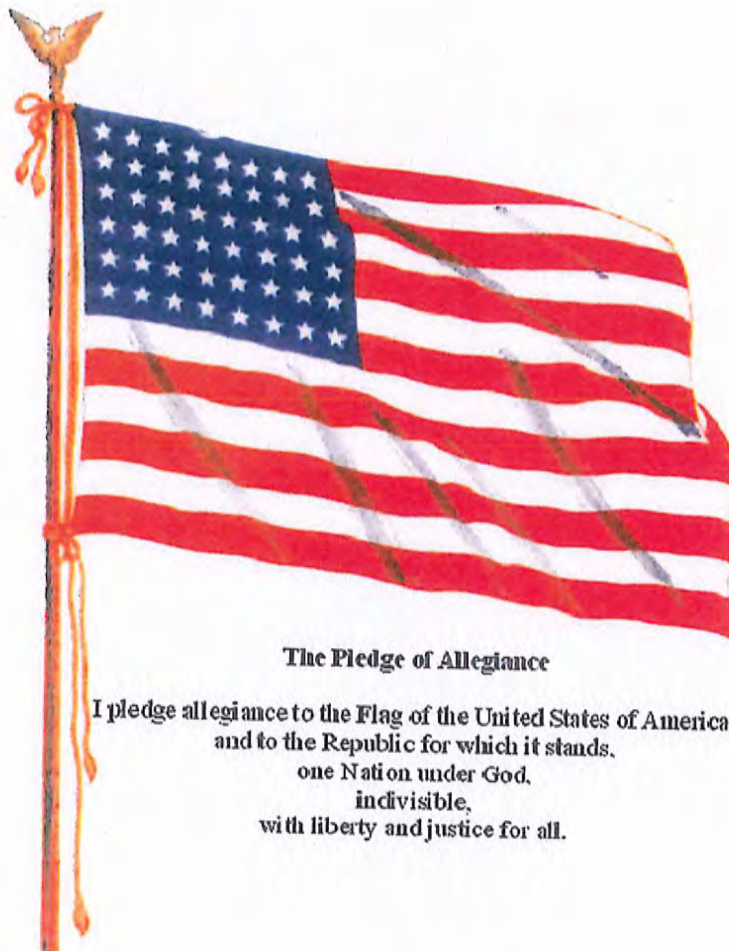 The Pledge of Allegiance
I pledge allegiance to the Flag of the United States of America
and to the Republic for which it stands.
one Nation under God,
indivisible,
with liberty and justice for all.